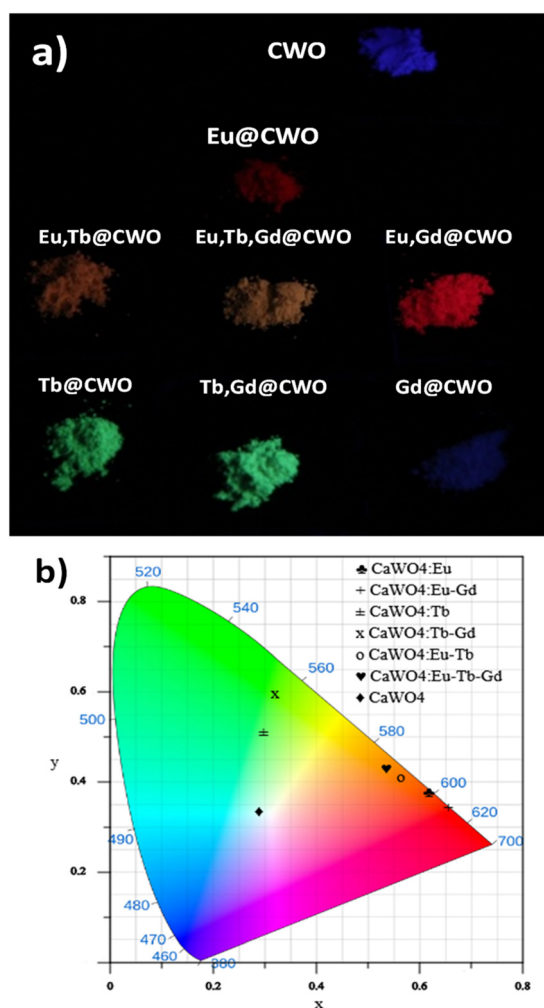 a)
CWO
Eu@CWO
Eu,Tb@CWO Eu,Tb,Gd@CWO Eu,Gd@CWO
Tb@CWO Tb,Gd@CWO Gd@CWO
b)
♣ CaWO4:Eu
+ CaWO4:Eu-Gd
± CaWO4:Tb
x CaWO4:Tb-Gd
o CaWO4:Eu-Tb
♥ CaWO4:Eu-Tb-Gd
♦ CaWO4
520
540
560
580
600
620
700
500
490
480
470
460
380
0.8
0.6
0.4
0.2
y
0 0.2 0.4 0.6 0.8
x